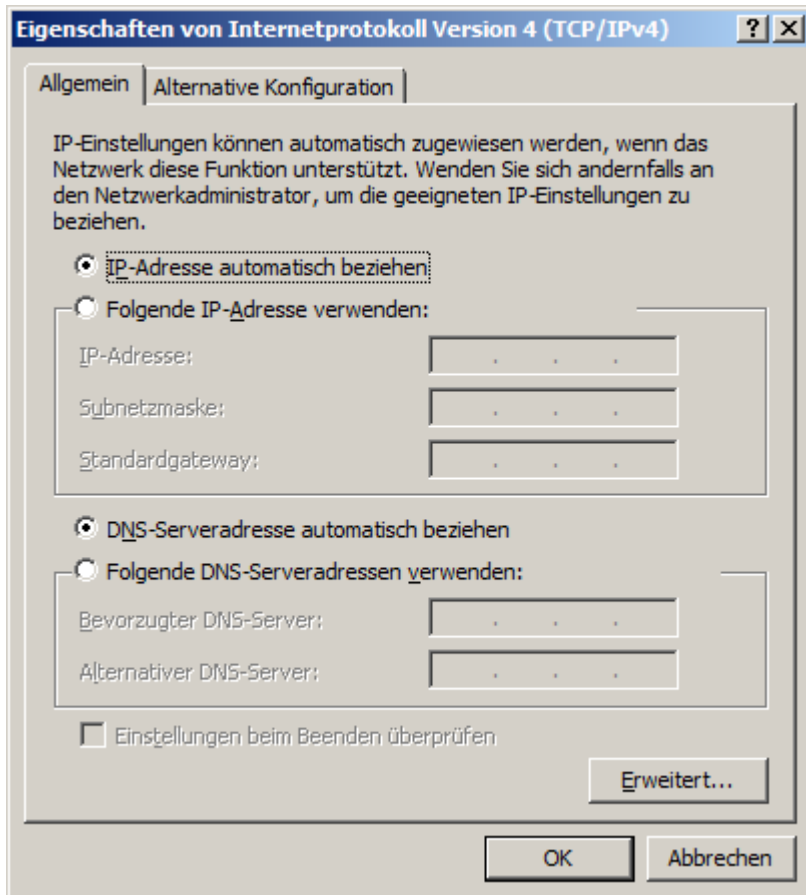 Eigenschaften von Internetprotokoll Version 4 (TCP/IPv4)
Allgemein
Alternative Konfiguration
IP-Einstellungen können automatisch zugewiesen werden, wenn das
Netzwerk diese Funktion unterstützt. Wenden Sie sich andernfalls an
den Netzwerkadministrator, um die geeigneten IP-Einstellungen zu
beziehen.
IP-Adresse automatisch beziehen
Folgende IP-Adresse verwenden:
IP-Adresse:
Subnetzmaske:
Standardgateway:
DNS-Serveradresse automatisch beziehen
Folgende DNS-Serveradressen verwenden:
Bevorzugter DNS-Server:
Alternativer DNS-Server:
Einstellungen beim Beenden überprüfen
Erweitert...
OK
Abbrechen